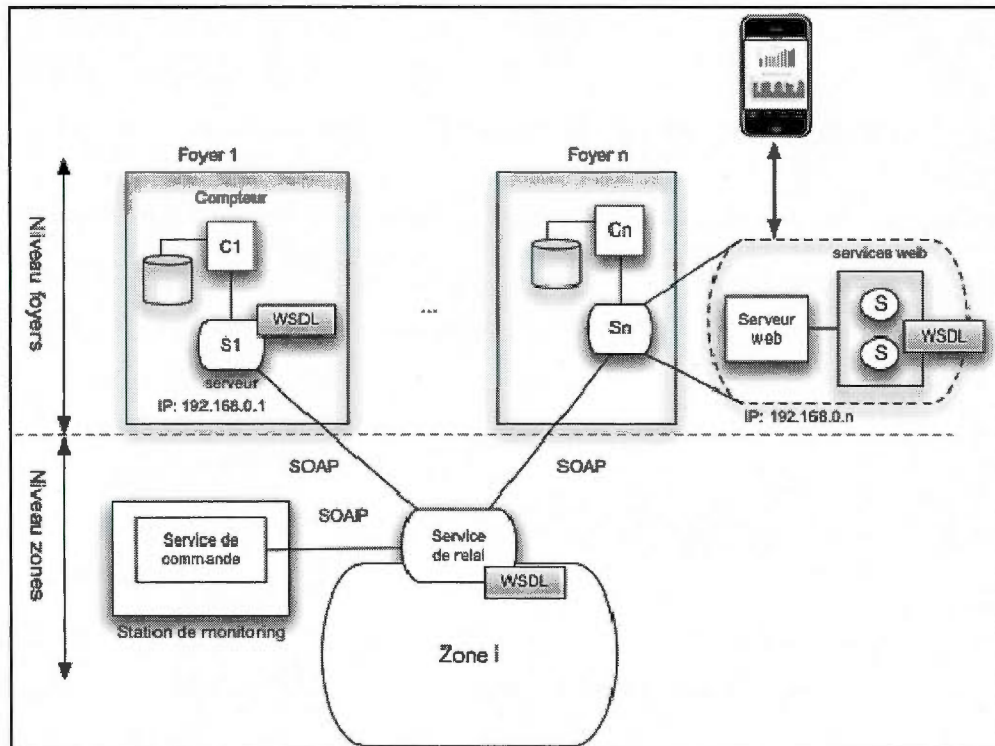 Foyer 1
Foyer n
Niveau foyers
Compteur
C1
Cn
services web
WSDL
S1
serveur
IP: 192.168.0.1
...
Sn
Serveur
web
S
S
WSDL
IP: 192.168.0.n
Niveau zones
SOAP
SOAP
SOAP
Service de
commande
Service
de relai
WSDL
Station de monitoring
Zone i